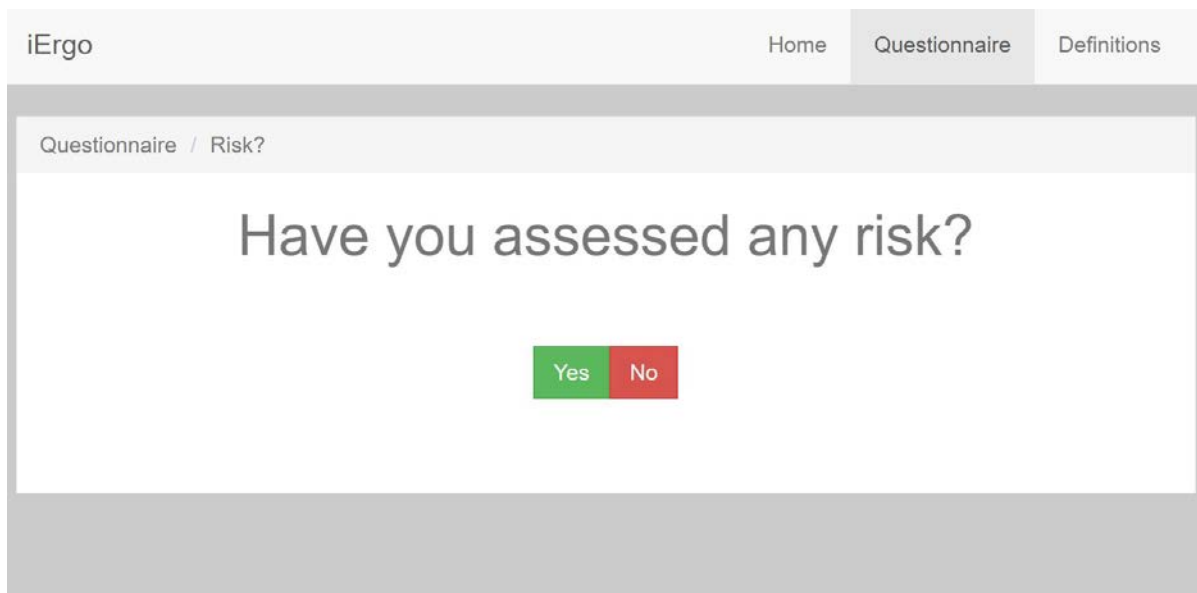 iErgo Home Questionnaire Definitions
Questionnaire / Risk?
Have you assessed any risk?
Yes No